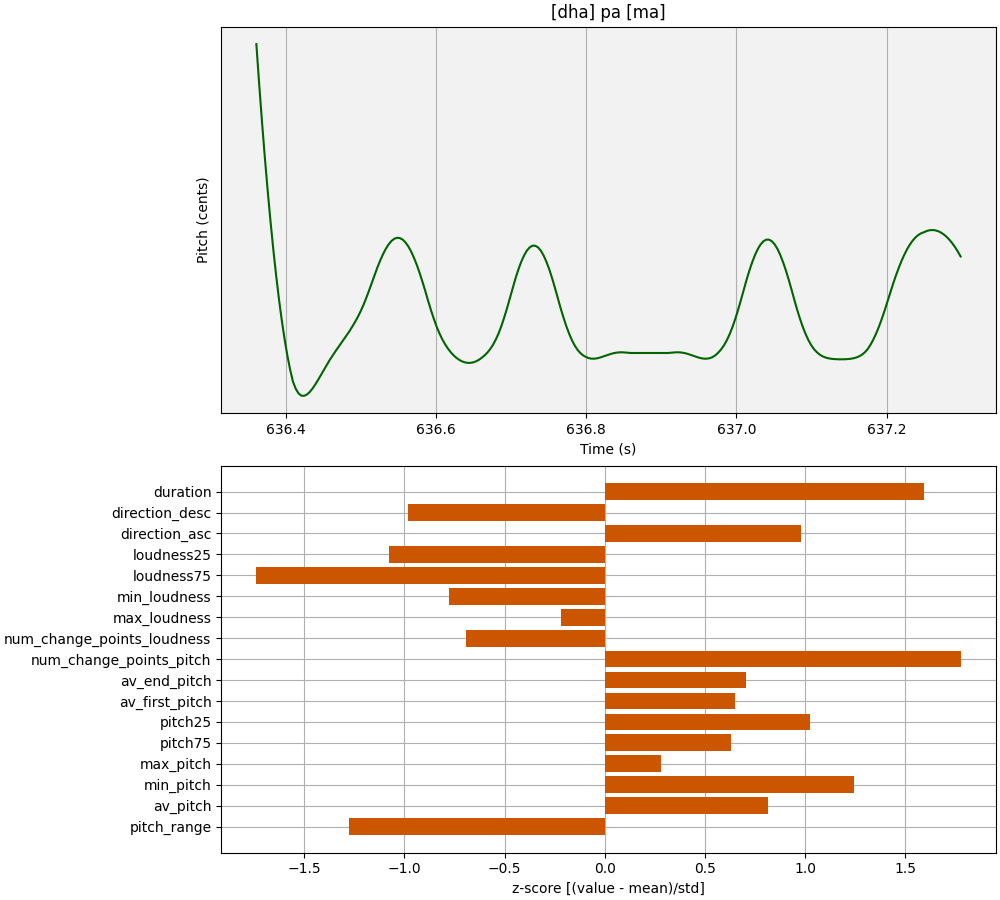 [dha] pa [ma]
Pitch (cents)
636.4 636.6 636.8 637.0 637.2
Time (s)
duration
direction_desc
direction_asc
loudness25
loudness75
min_loudness
max_loudness
num_change_points_loudness
num_change_points_pitch
av_end_pitch
av_first_pitch
pitch25
pitch75
max_pitch
min_pitch
av_pitch
pitch_range
−1.5 −1.0 −0.5 0.0 0.5 1.0 1.5
z-score [(value - mean)/std]